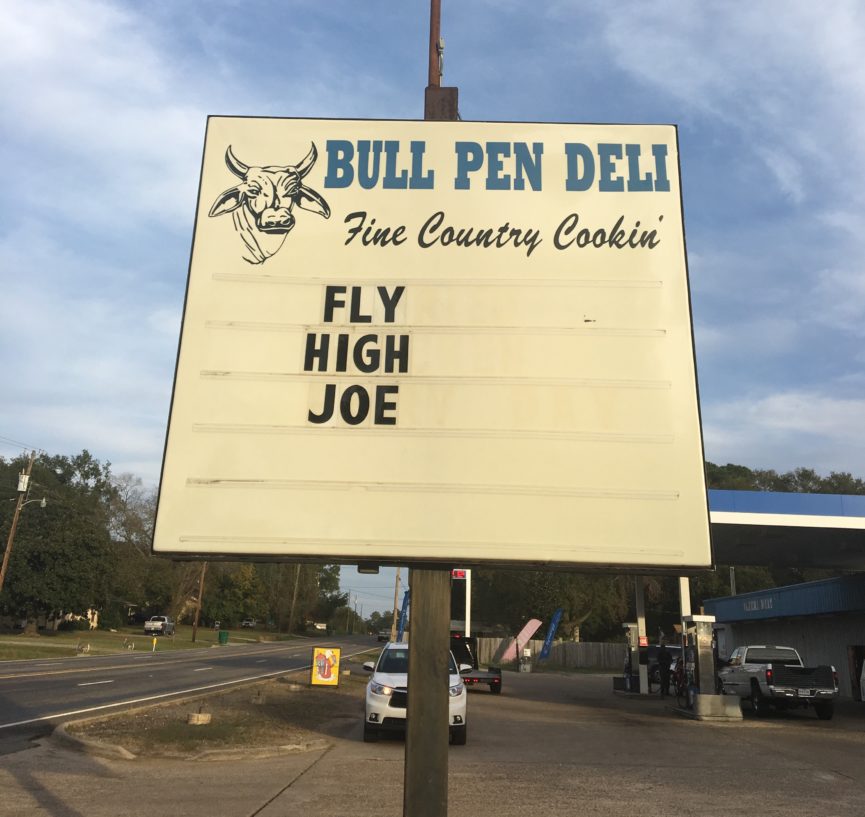 BULL PEN DELI
Fine Country Cookin'
FLY
HIGH
JOE